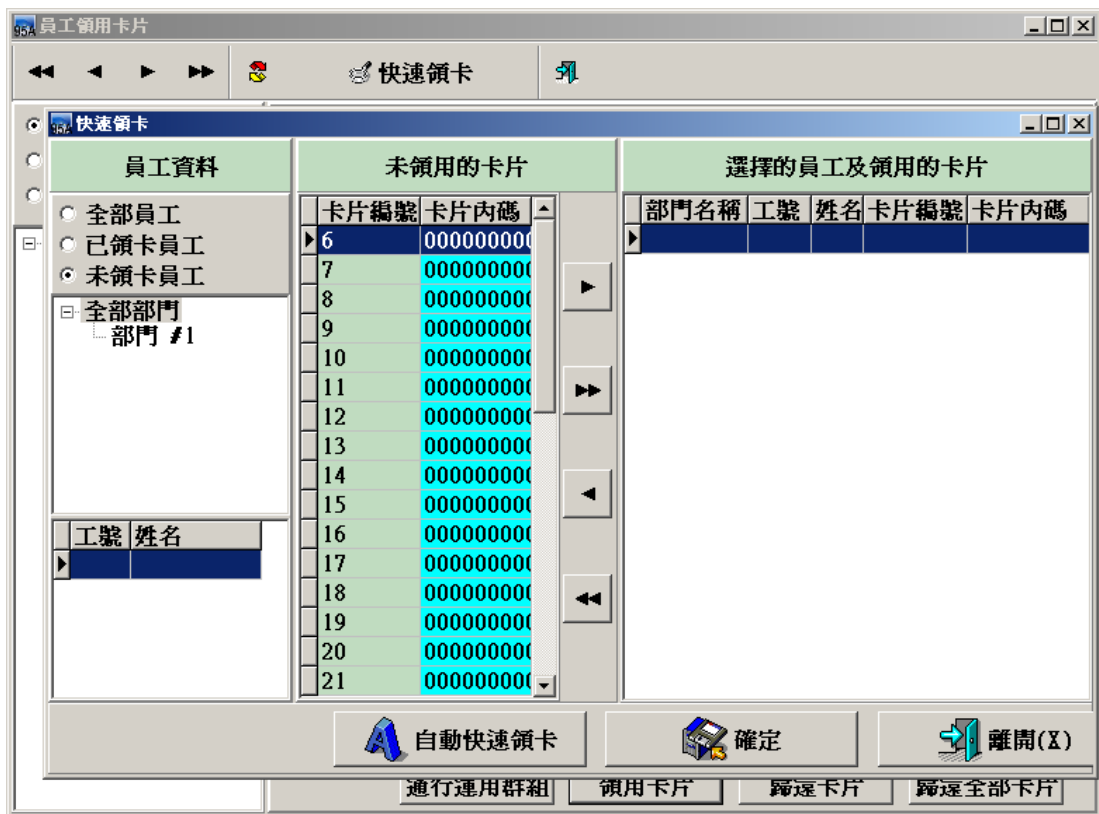 95A 員工領用卡片
快速領卡
95A 快速領卡
員工資料
未領用的卡片
選擇的員工及領用的卡片
全部員工
已領卡員工
未領卡員工
全部部門
部門 #1
工號 姓名
卡片編號 卡片內碼
6 000000000
7 000000000
8 000000000
9 000000000
10 000000000
11 000000000
12 000000000
13 000000000
14 000000000
15 000000000
16 000000000
17 000000000
18 000000000
19 000000000
20 000000000
21 000000000
部門名稱 工號 姓名 卡片編號 卡片內碼
自動快速領卡
確定
離開(X)
通行運用群組
領用卡片
歸還卡片
歸還全部卡片